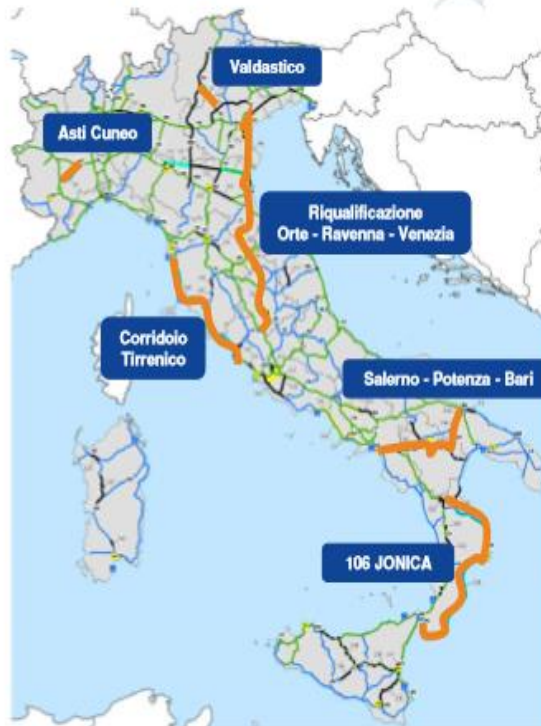 Valdastico
Asti Cuneo
Riqualificazione
Orte - Ravenna - Venezia
Corridoio
Tirrenico
Salerno - Potenza - Bari
106 JONICA